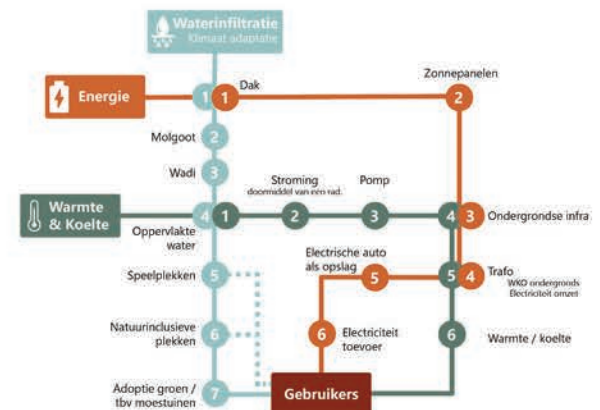 Waterinfiltratie
Klimaat adaptatie
Energie
1
1
Dak
Zonnepanelen
2
Molgoot
2
Wadi
3
Stroming
doormiddel van een rad.
Pomp
Warmte
& Koelte
4
1
2
3
4
3
Ondergrondse infra
Oppervlakte
water
Electrische auto
als opslag
Speelplekken
5
5
5
4
Trafo
WKO ondergronds
Electriciteit omzet
Natuurinclusieve
plekken
6
6
Electriciteit
toevoer
6
Warmte / koelte
Adoptie groen /
tbv moestuinen
7
Gebruikers